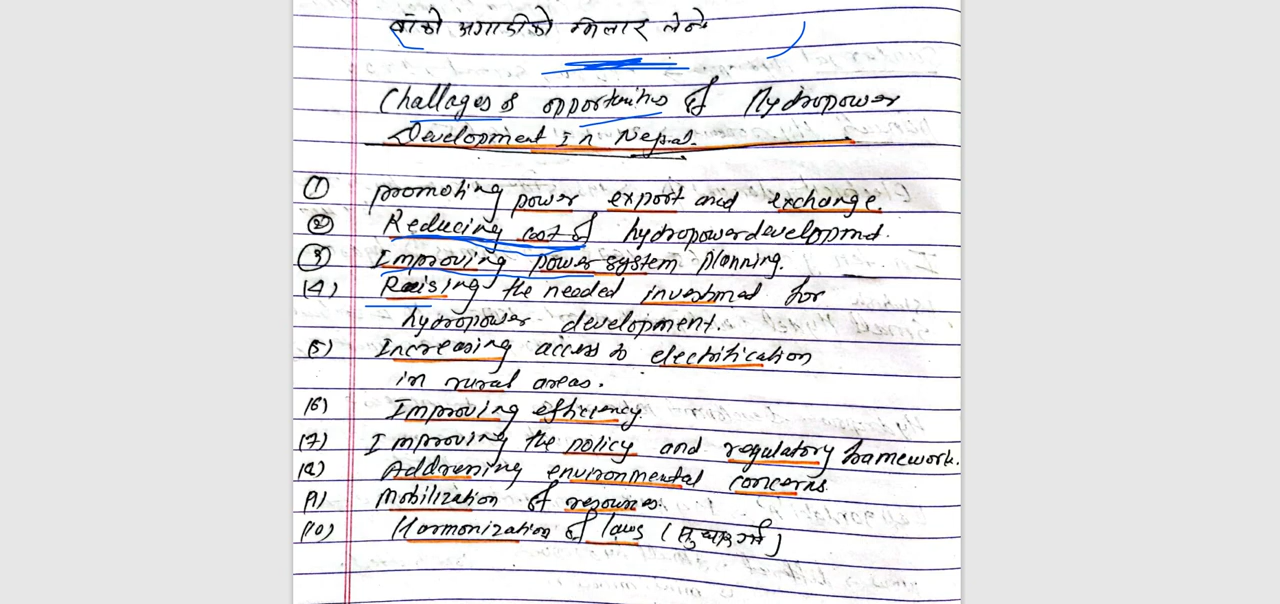 बाँकी अगाडीको मिलाई लेने
Challages & opportunities of Hydropower
Development In Nepal.
① promoting power export and exchange.
② Reducing cost of hydropowerdevelopmnt.
③ Improving power system planning.
(4) Raising the needed investmed for
hydropower development.
(5) Increasing access to electrification
in rural areas.
(6) Improving efficiency.
(7) Improving the policy and regulatory framework.
(8) Addressing environmental concerns.
9) Mobilization of resources.
(10) Harmonization of laws